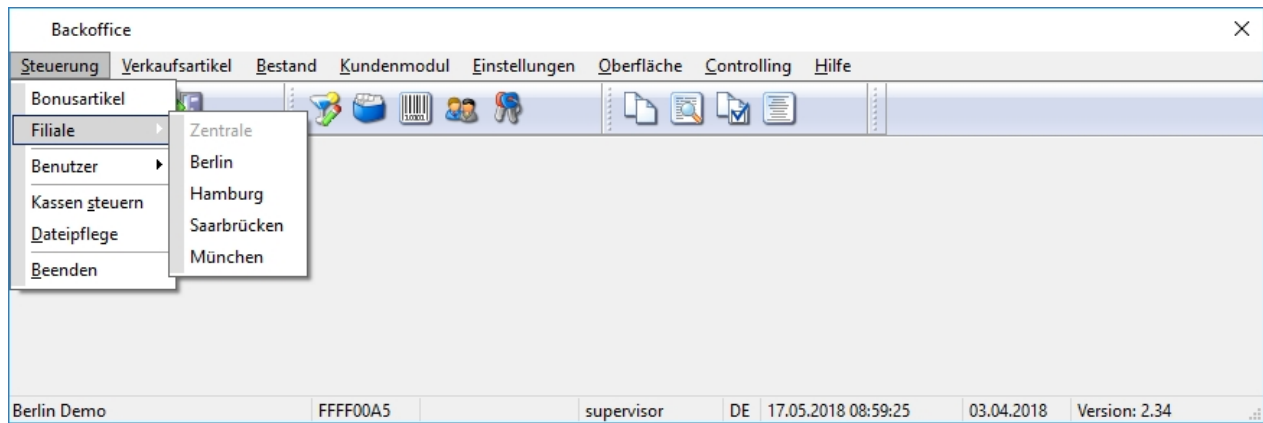 Backoffice
Steuerung Verkaufsartikel Bestand Kundenmodul Einstellungen Oberfläche Controlling Hilfe
Bonusartikel
Filiale
Zentrale
Benutzer
Berlin
Kassen steuern
Hamburg
Dateipflege
Saarbrücken
Beenden
München
Berlin Demo FFFF00A5 supervisor DE 17.05.2018 08:59:25 03.04.2018 Version: 2.34